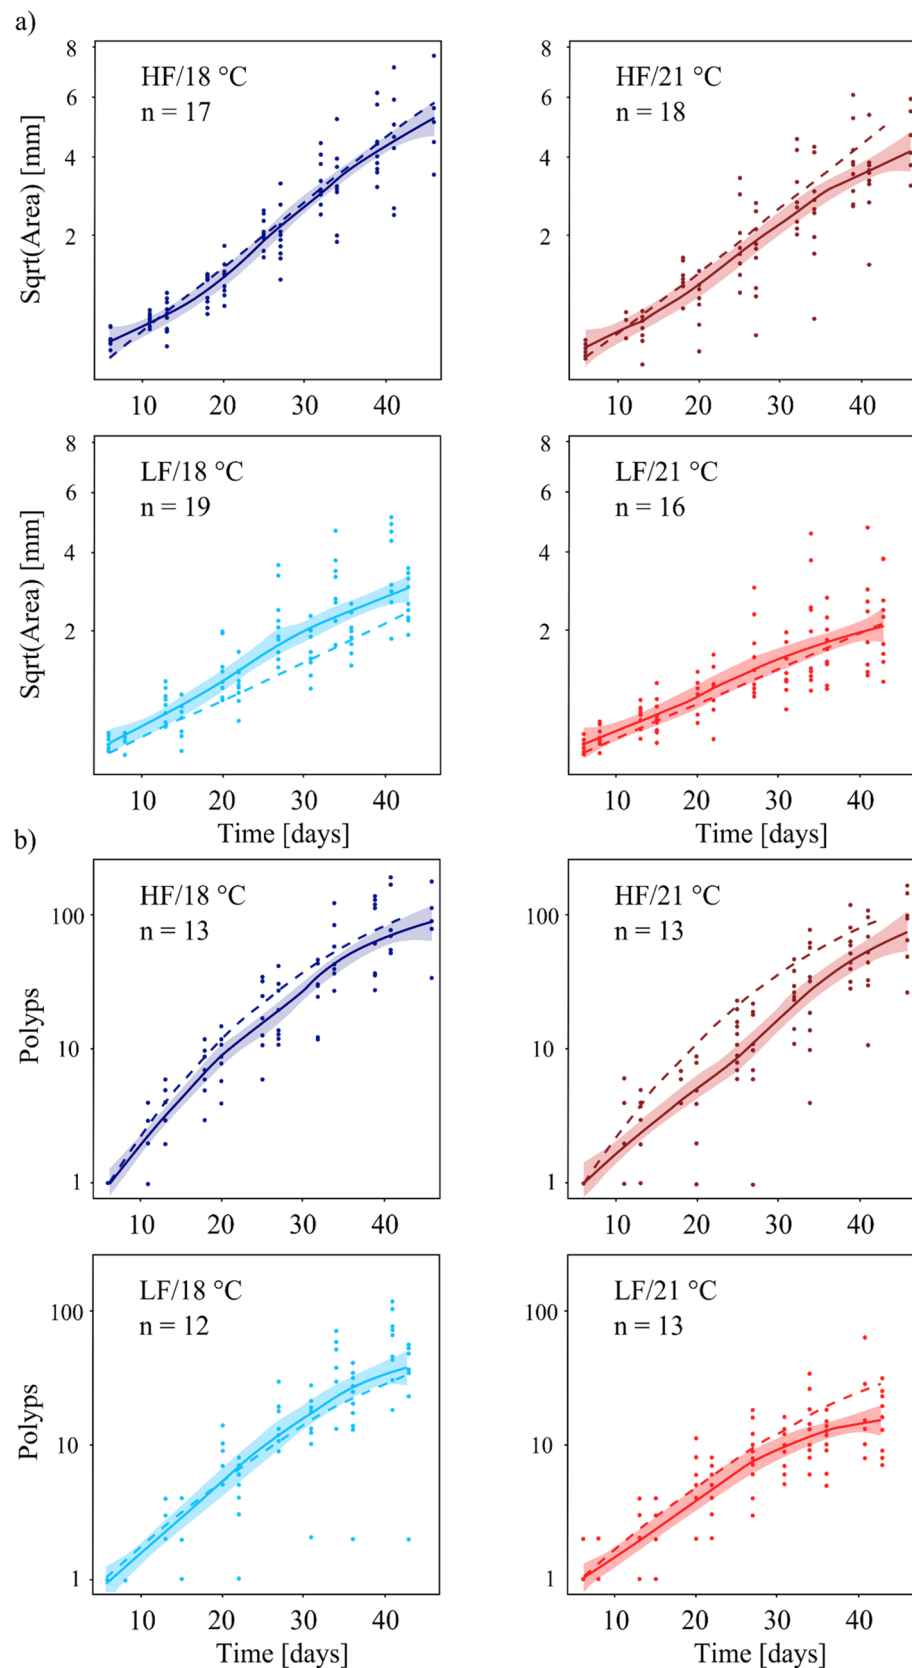 a)
Sqrt(Area) [mm]
8
6
4
2
HF/18 °C
n = 17
10 20 30 40
8
6
4
2
HF/21 °C
n = 18
10 20 30 40
Sqrt(Area) [mm]
8
6
4
2
LF/18 °C
n = 19
10 20 30 40
Time [days]
8
6
4
2
LF/21 °C
n = 16
10 20 30 40
Time [days]
b)
Polyps
100
10
1
HF/18 °C
n = 13
10 20 30 40
100
10
1
HF/21 °C
n = 13
10 20 30 40
Polyps
100
10
1
LF/18 °C
n = 12
10 20 30 40
Time [days]
100
10
1
LF/21 °C
n = 13
10 20 30 40
Time [days]